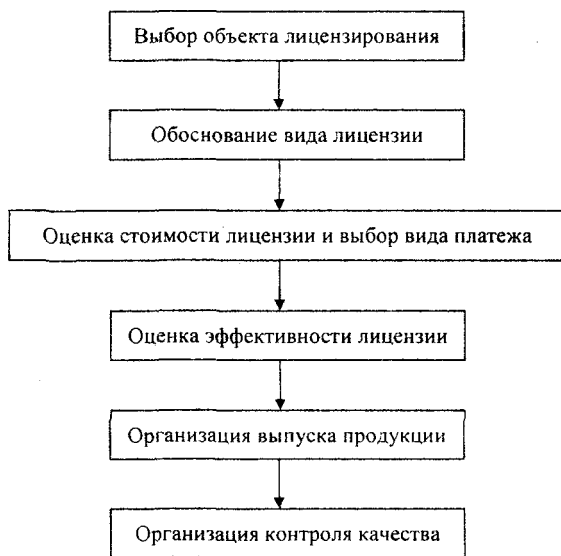 Выбор объекта лицензирования
Обоснование вида лицензии
Оценка стоимости лицензии и выбор вида платежа
Оценка эффективности лицензии
Организация выпуска продукции
Организация контроля качества